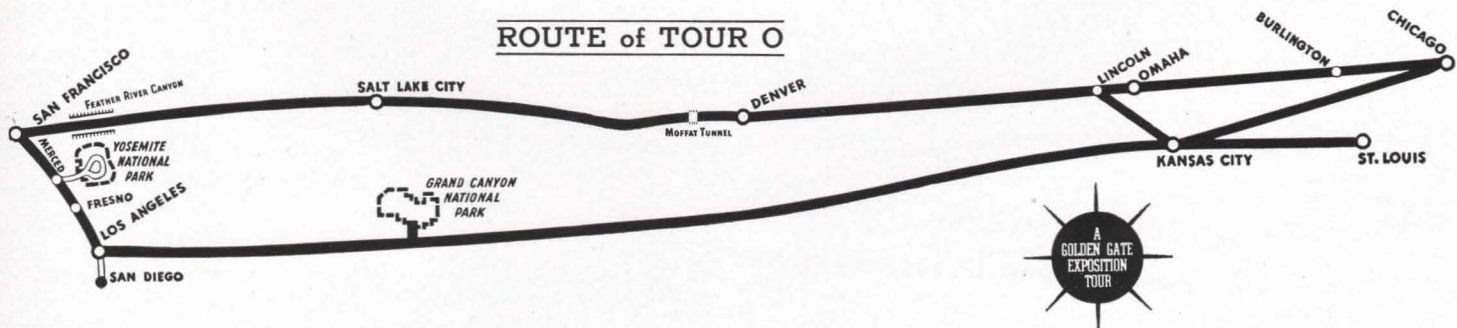 ROUTE of TOUR O
SAN FRANCISCO
FEATHER RIVER CANYON
SALT LAKE CITY
MOFFAT TUNNEL
DENVER
LINCOLN
OMAHA
BURLINGTON
CHICAGO
MERCED
YOSEMITE
NATIONAL
PARK
FRESNO
LOS ANGELES
SAN DIEGO
GRAND CANYON
NATIONAL
PARK
KANSAS CITY
ST. LOUIS
A
GOLDEN GATE
EXPOSITION
TOUR